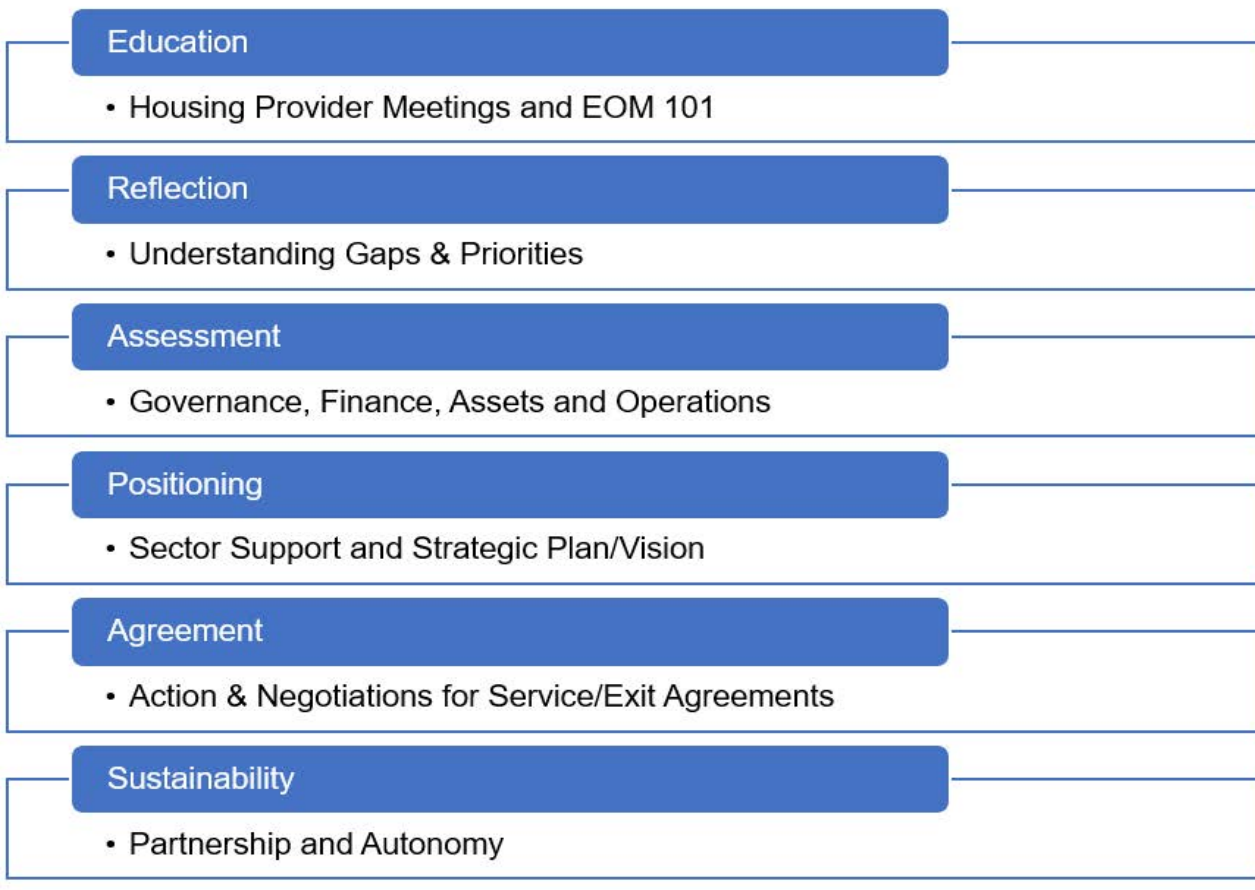 Education
• Housing Provider Meetings and EOM 101
Reflection
• Understanding Gaps & Priorities
Assessment
• Governance, Finance, Assets and Operations
Positioning
• Sector Support and Strategic Plan/Vision
Agreement
• Action & Negotiations for Service/Exit Agreements
Sustainability
• Partnership and Autonomy